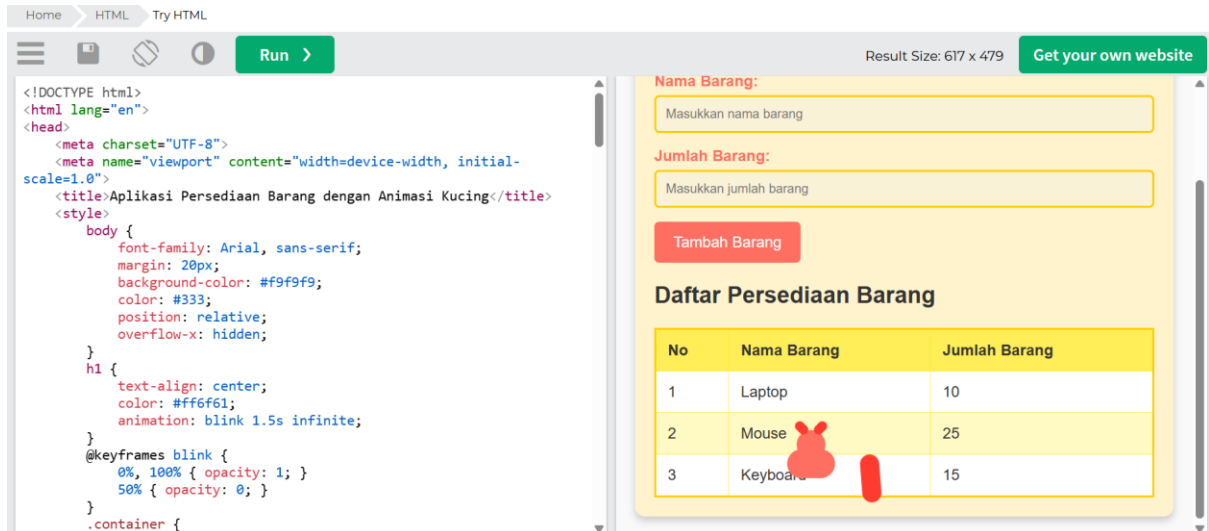 Home HTML Try HTML
Run ❯ Result Size: 617 x 479 Get your own website
<!DOCTYPE html>
<html lang="en">
<head>
<meta charset="UTF-8">
<meta name="viewport" content="width=device-width, initial-
scale=1.0">
<title>Aplikasi Persediaan Barang dengan Animasi Kucing</title>
<style>
body {
font-family: Arial, sans-serif;
margin: 20px;
background-color: #f9f9f9;
color: #333;
position: relative;
overflow-x: hidden;
}
h1 {
text-align: center;
color: #ff6f61;
animation: blink 1.5s infinite;
}
@keyframes blink {
0%, 100% { opacity: 1; }
50% { opacity: 0; }
}
.container {
Nama Barang:
Masukkan nama barang
Jumlah Barang:
Masukkan jumlah barang
Tambah Barang
Daftar Persediaan Barang
No Nama Barang Jumlah Barang
1 Laptop 10
2 Mouse 25
3 Keyboard 15